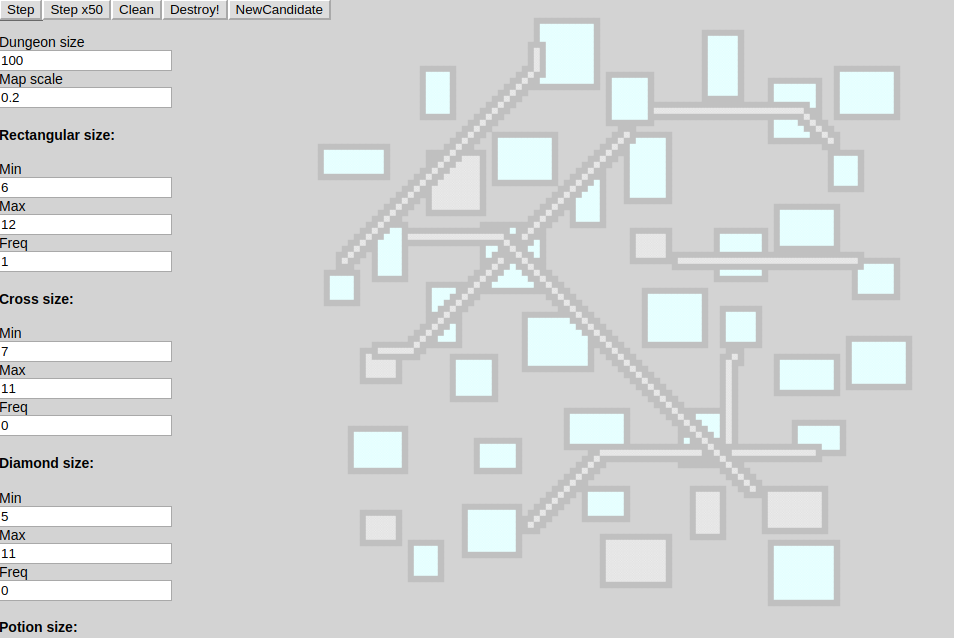 Step Step x50 Clean Destroy! NewCandidate
Dungeon size
100
Map scale
0.2
Rectangular size:
Min
6
Max
12
Freq
1
Cross size:
Min
7
Max
11
Freq
0
Diamond size:
Min
5
Max
11
Freq
0
Potion size: